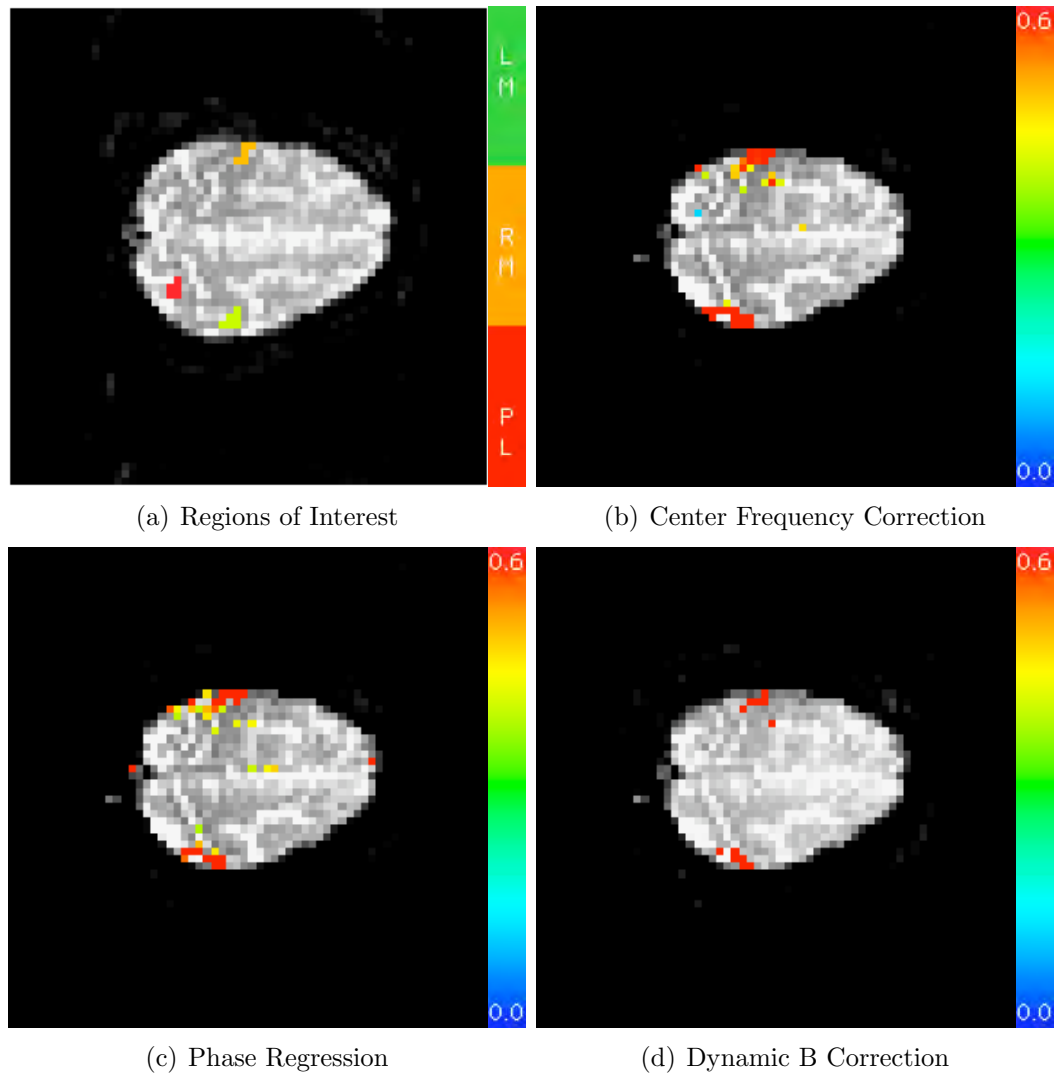 L
M
R
M
P
L
0.6
0.0
(a) Regions of Interest
(b) Center Frequency Correction
0.6
0.0
0.6
0.0
(c) Phase Regression
(d) Dynamic B Correction